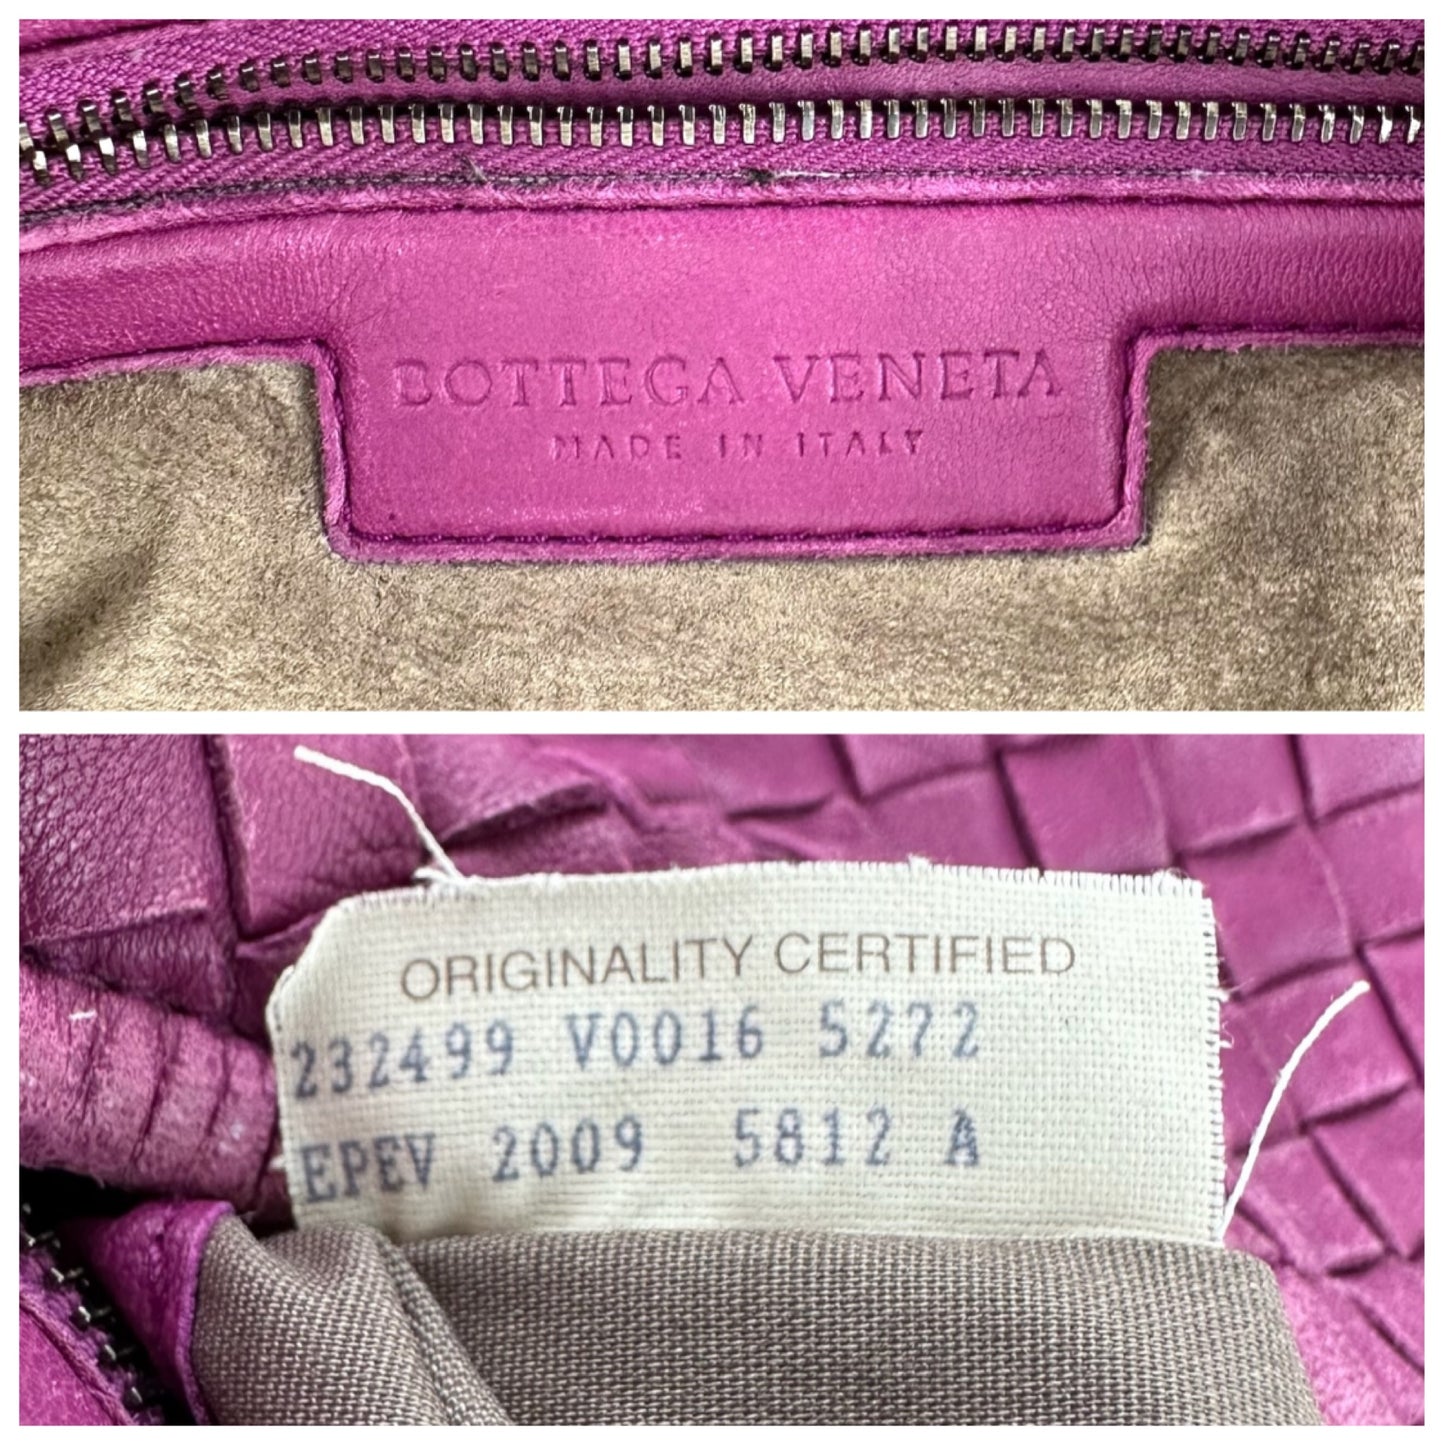 BOTTEGA VENETA
MADE IN ITALY
ORIGINALITY CERTIFIED
232499 V0016 5272
EPEV 2009 5812 A